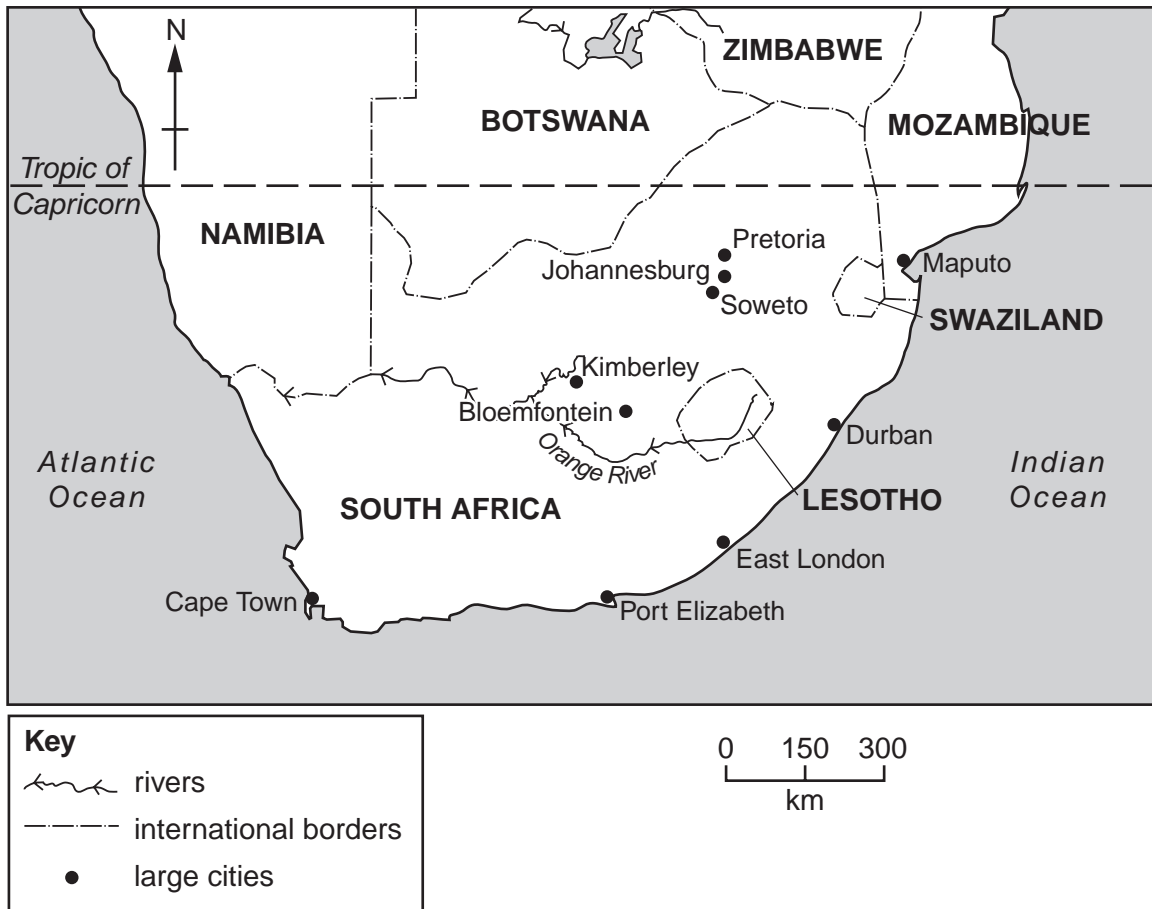 N
ZIMBABWE
BOTSWANA
MOZAMBIQUE
Tropic of
Capricorn
NAMIBIA
Pretoria
Johannesburg
Maputo
Soweto
SWAZILAND
Kimberley
Bloemfontein
Durban
Orange River
Atlantic
Ocean
Indian
Ocean
LESOTHO
SOUTH AFRICA
East London
Cape Town
Port Elizabeth
Key
rivers
international borders
large cities
0 150 300
km